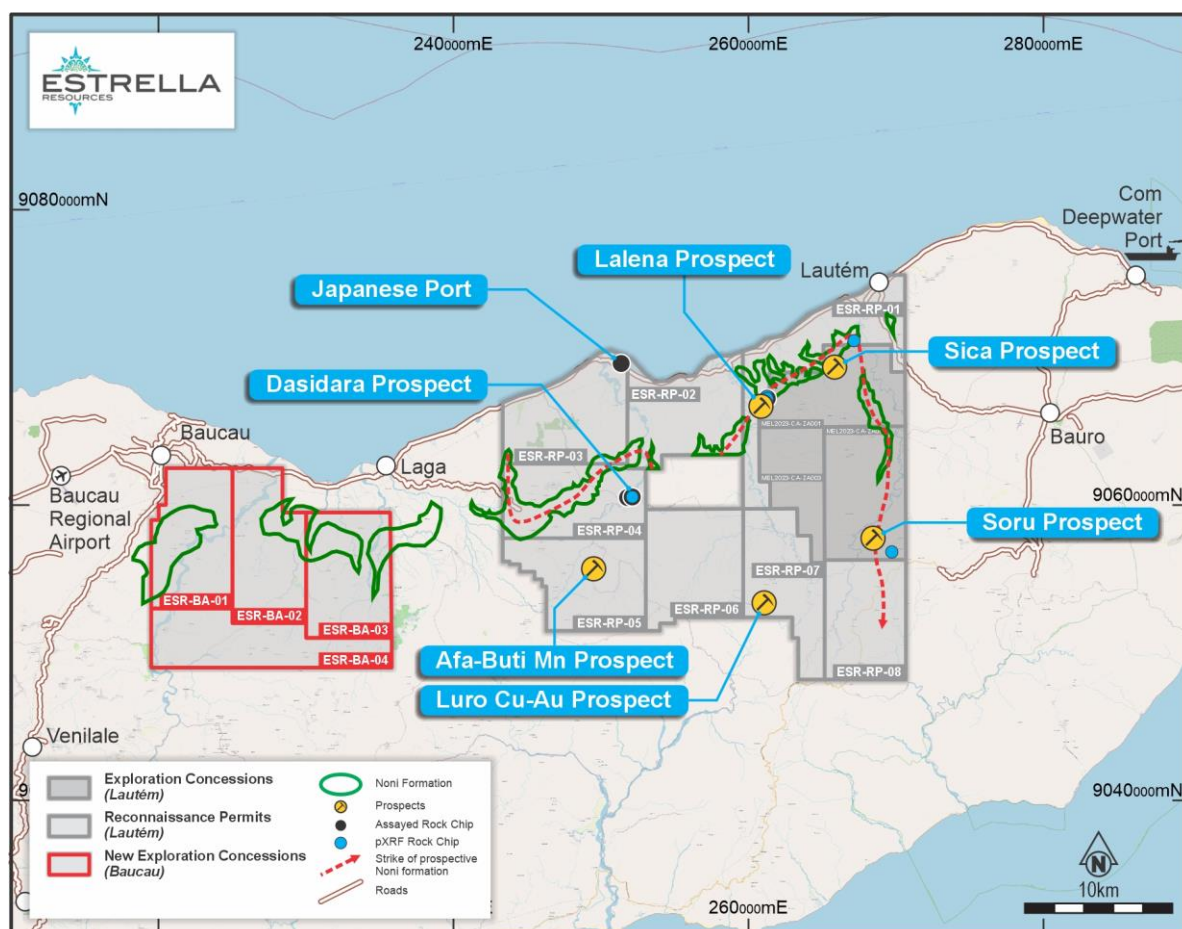 ESTRELLA
RESOURCES
240000mE
260000mE
280000mE
9080000mN
Com
Deepwater
Port
Lalena Prospect
Lautém
Japanese Port
ESR-RP-01
Sica Prospect
Dasidara Prospect
ESR-RP-02
MEL2023-CA-IA001
Baucau
Bauro
ESR-RP-03
Laga
Baucau
Regional
Airport
9060000mN
Soru Prospect
ESR-RP-04
ESR-RP-07
ESR-BA-01
ESR-BA-02
ESR-RP-06
ESR-RP-05
ESR-BA-03
Afa-Buti Mn Prospect
ESR-BA-04
ESR-RP-08
Luro Cu-Au Prospect
Venilale
Exploration Concessions
(Lautém)
Reconnaissance Permits
(Lautém)
New Exploration Concessions
(Baucau)
Noni Formation
Prospects
Assayed Rock Chip
pXRF Rock Chip
Strike of prospective
Noni formation
Roads
9040000mN
N
10km
260000mE